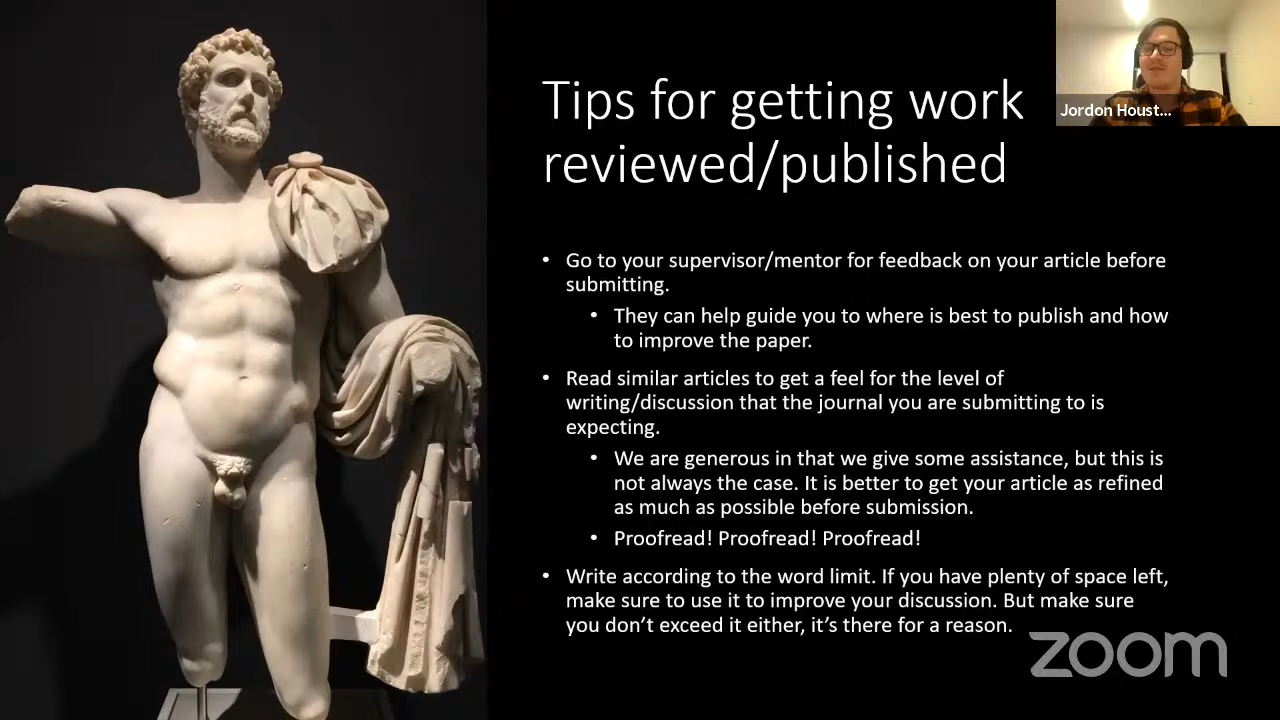 Tips for getting work
reviewed/published
Jordon Houst...
• Go to your supervisor/mentor for feedback on your article before
submitting.
• They can help guide you to where is best to publish and how
to improve the paper.
• Read similar articles to get a feel for the level of
writing/discussion that the journal you are submitting to is
expecting.
• We are generous in that we give some assistance, but this is
not always the case. It is better to get your article as refined
as much as possible before submission.
• Proofread! Proofread! Proofread!
• Write according to the word limit. If you have plenty of space left,
make sure to use it to improve your discussion. But make sure
you don’t exceed it either, it’s there for a reason.
zoom